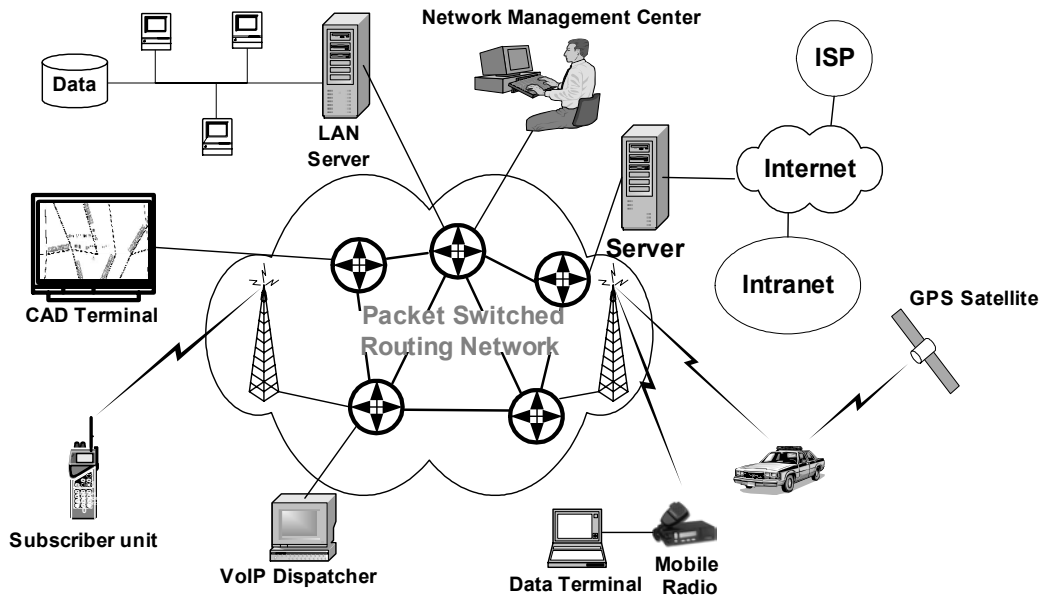 Network Management Center
ISP
Data
LAN
Server
Internet
Server
Intranet
GPS Satellite
CAD Terminal
Packet Switched
Routing Network
Subscriber unit
VoIP Dispatcher
Data Terminal
Mobile
Radio